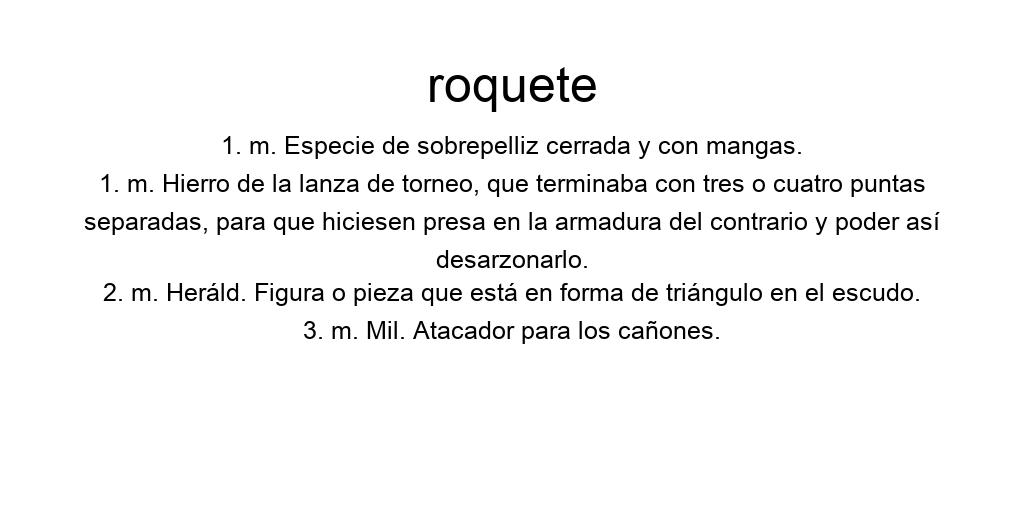 roquete
1. m. Especie de sobrepelliz cerrada y con mangas.
1. m. Hierro de la lanza de torneo, que terminaba con tres o cuatro puntas
separadas, para que hiciesen presa en la armadura del contrario y poder así
desarzonarlo.
2. m. Heráld. Figura o pieza que está en forma de triángulo en el escudo.
3. m. Mil. Atacador para los cañones.